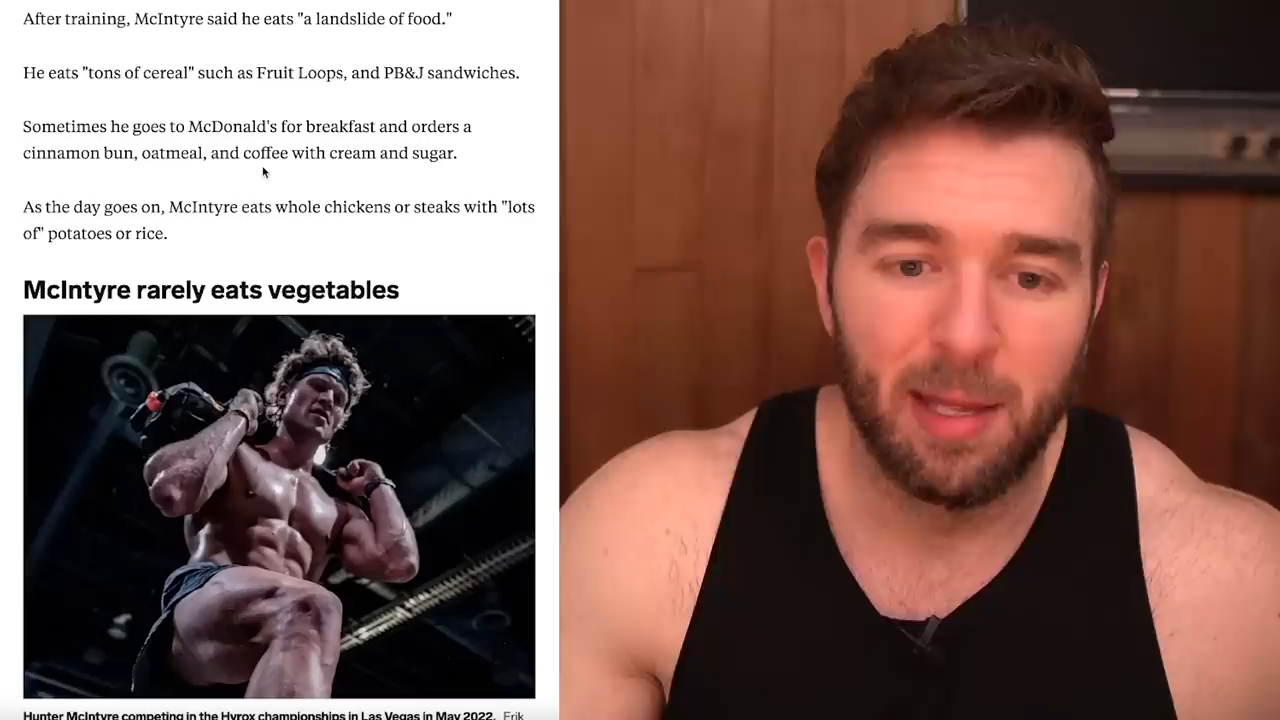 After training, McIntyre said he eats "a landslide of food."
He eats "tons of cereal" such as Fruit Loops, and PB&J sandwiches.
Sometimes he goes to McDonald's for breakfast and orders a
cinnamon bun, oatmeal, and coffee with cream and sugar.
As the day goes on, McIntyre eats whole chickens or steaks with "lots
of" potatoes or rice.
McIntyre rarely eats vegetables
Hunter McIntyre competing in the Hyrox championships in Las Vegas in May 2022. Erik